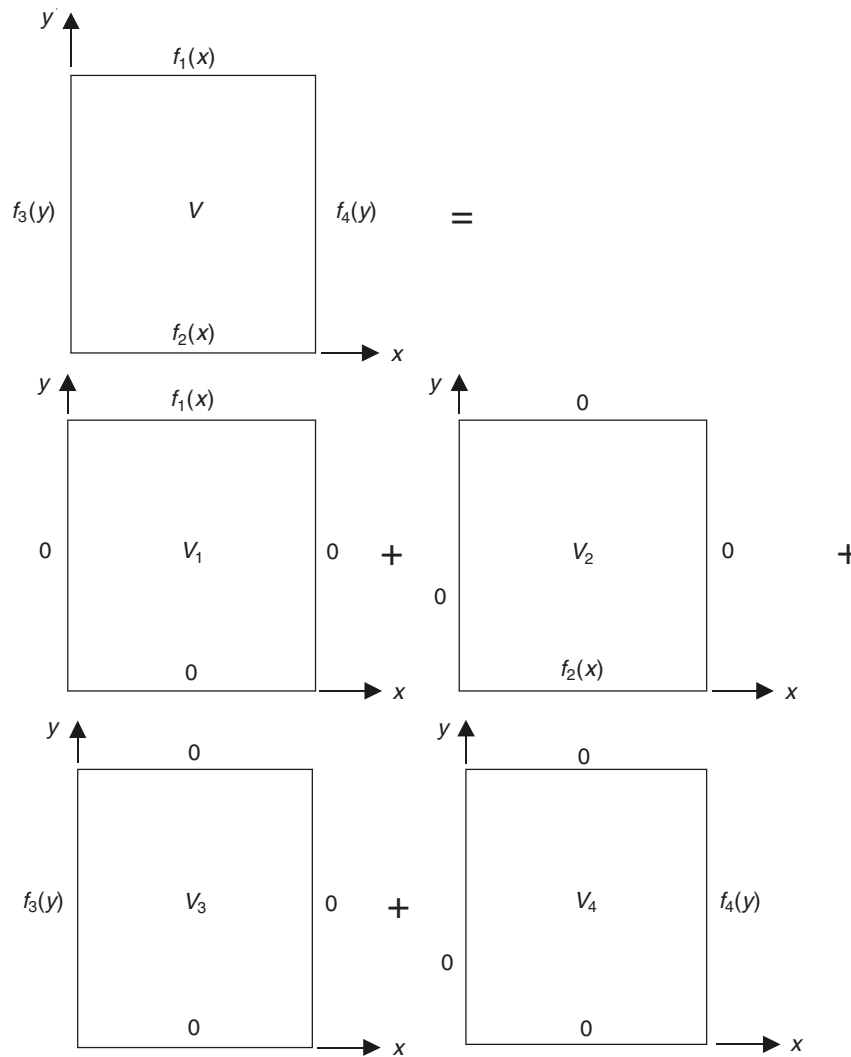 y
f₁(x)
f₃(y) V f₄(y) =
f₂(x)
x
y f₁(x) y 0
0 V₁ 0 + V₂ 0 +
0
0 x f₂(x) x
y 0 y 0
f₃(y) V₃ 0 + V₄ f₄(y)
0
0 x 0 x